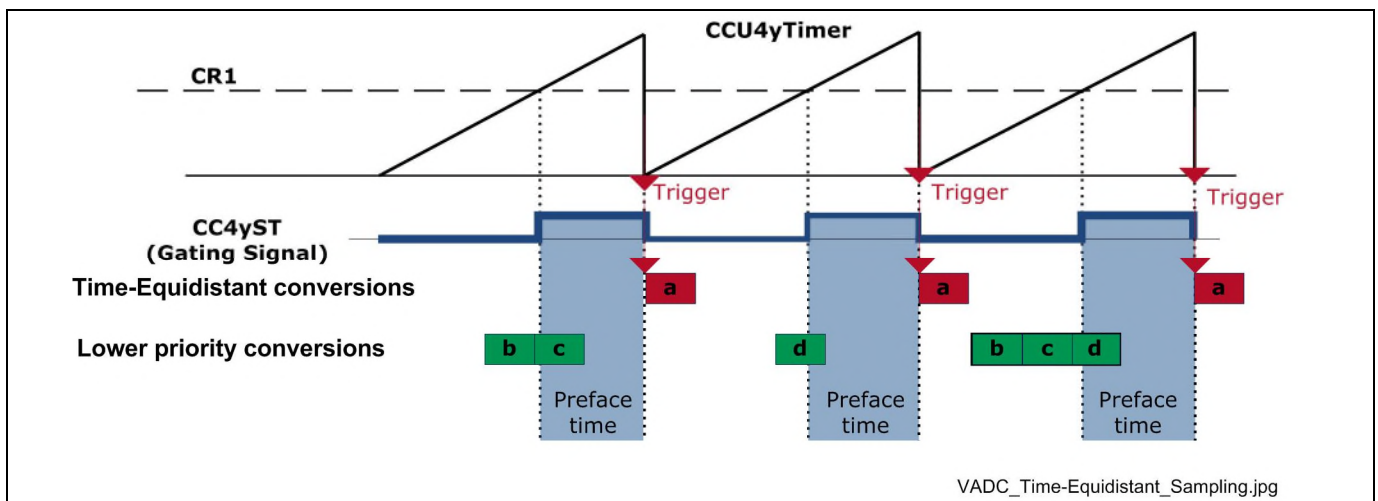 CCU4yTimer
CR1
Trigger
Trigger
Trigger
CC4yST
(Gating Signal)
Time-Equidistant conversions
a
a
a
Lower priority conversions
b
c
d
b
c
d
Preface
time
Preface
time
Preface
time
VADC_Time-Equidistant_Sampling.jpg